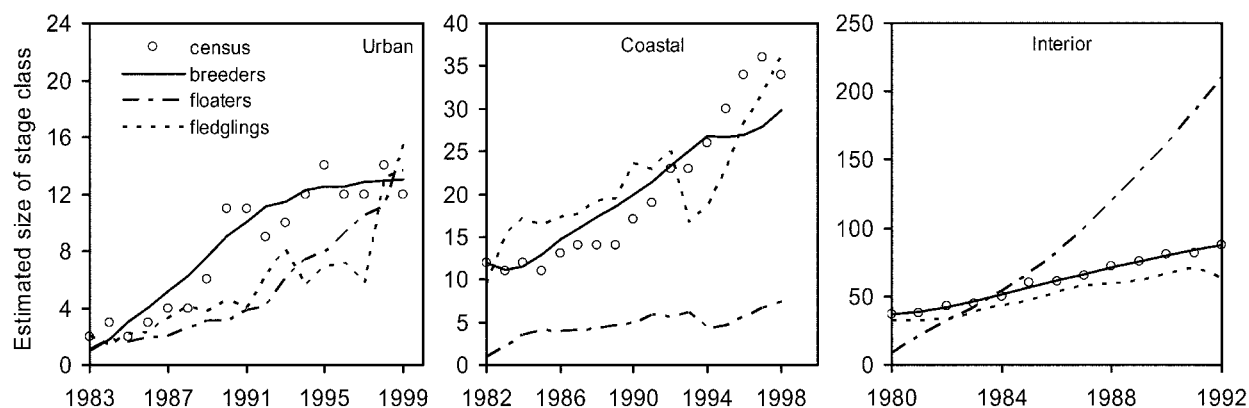 Estimated size of stage class
24
20
16
12
8
4
0
census
breeders
floaters
fledglings
Urban
1983 1987 1991 1995 1999
40
35
30
25
20
15
10
5
0
Coastal
1982 1986 1990 1994 1998
250
200
150
100
50
0
Interior
1980 1984 1988 1992